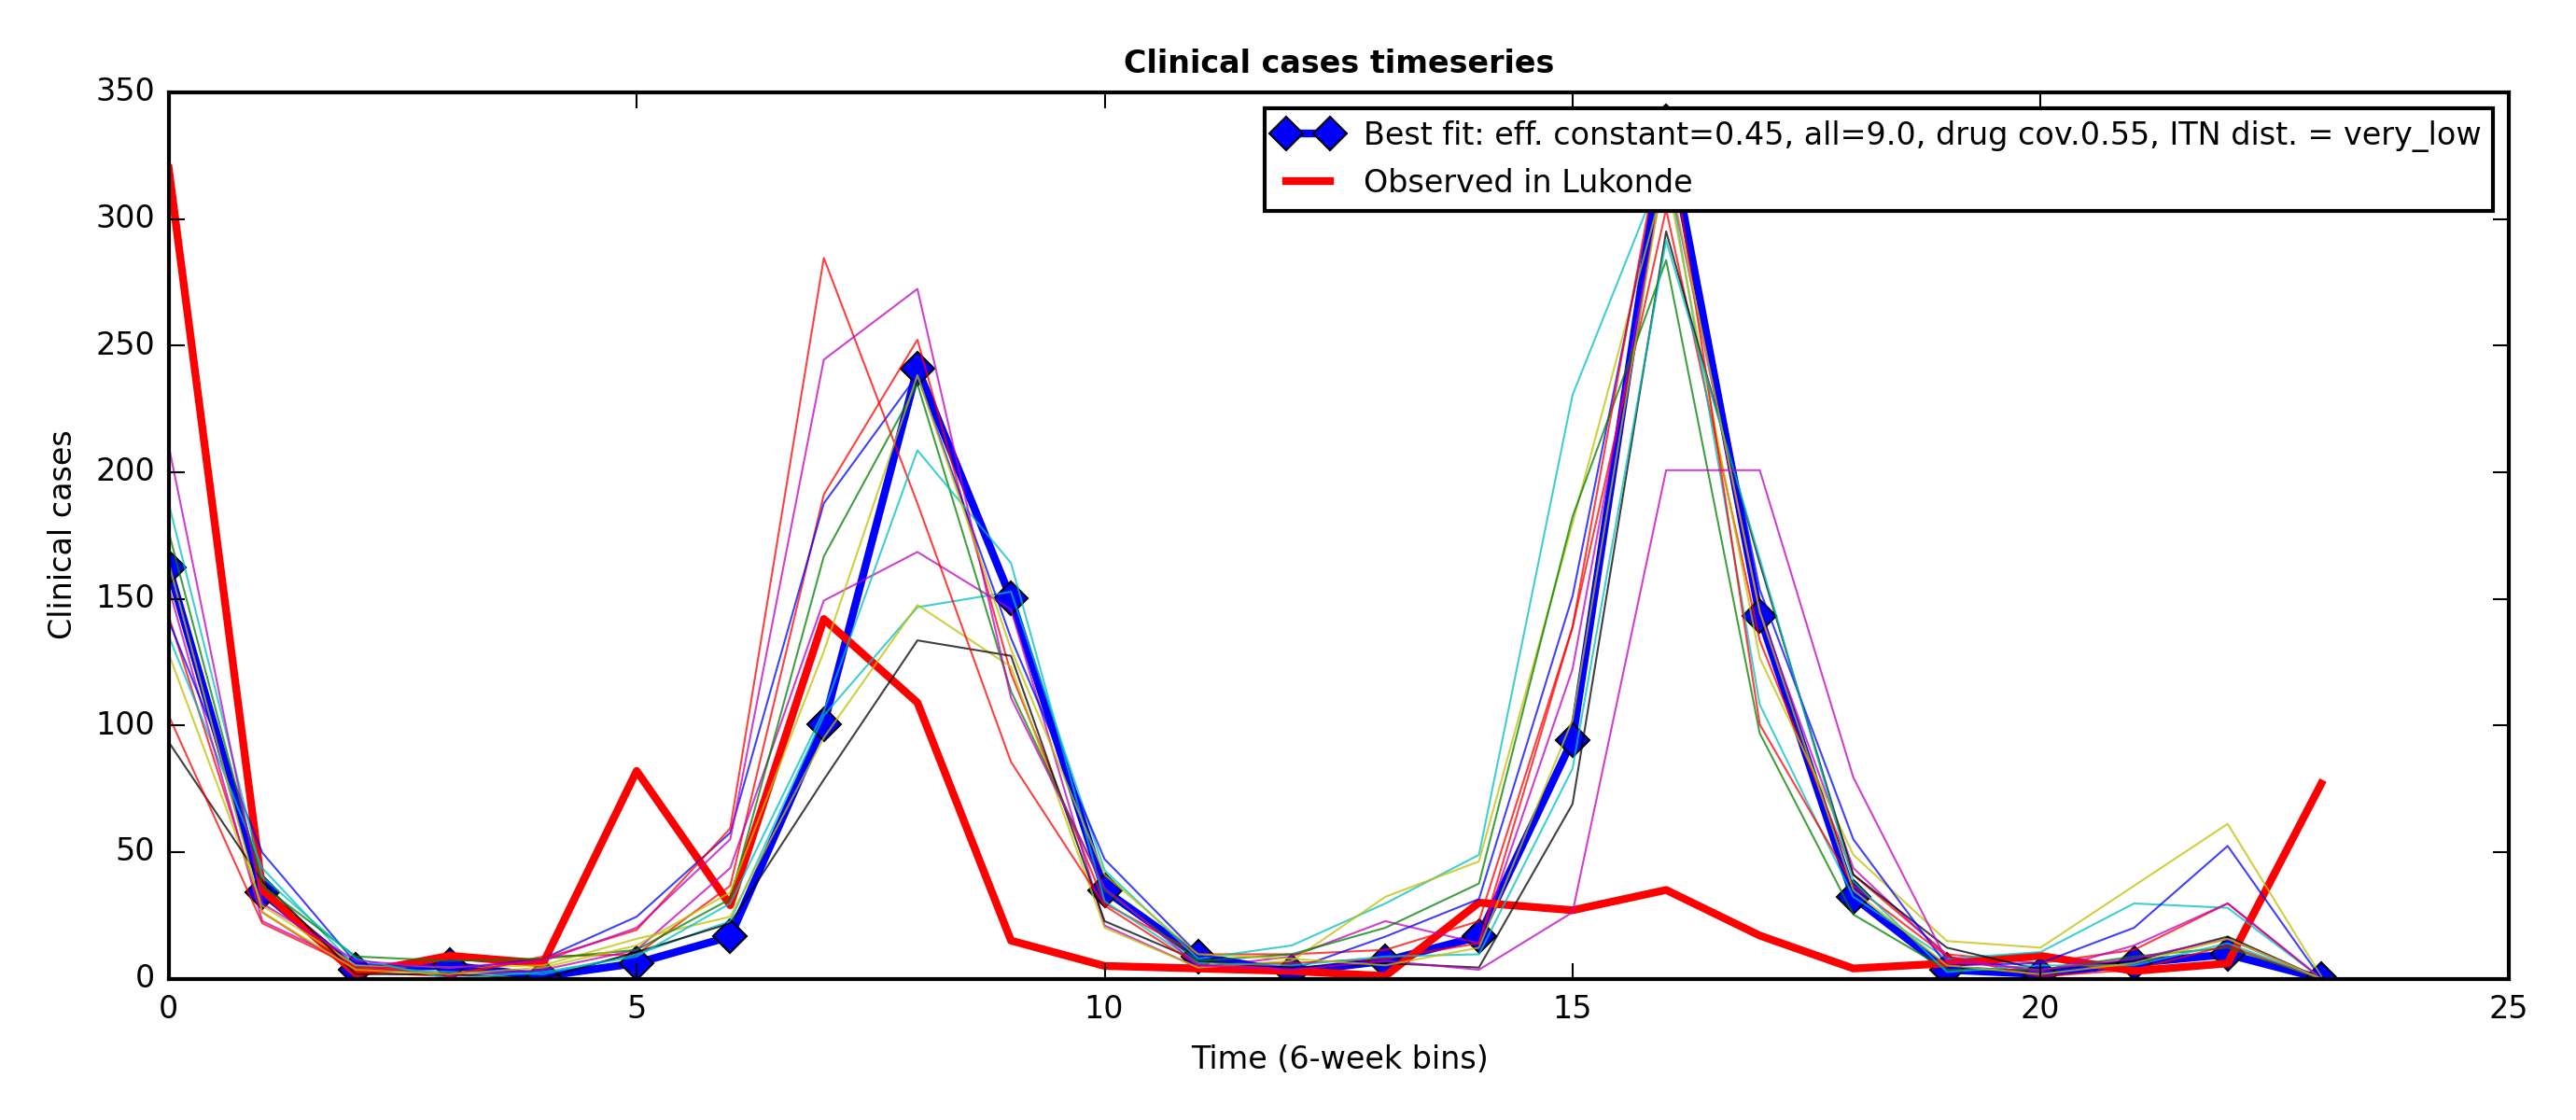 Clinical cases timeseries
350
300
250
200
150
100
50
0
Clinical cases
Best fit: eff. constant=0.45, all=9.0, drug cov.0.55, ITN dist. = very_low
Observed in Lukonde
0 5 10 15 20 25
Time (6-week bins)